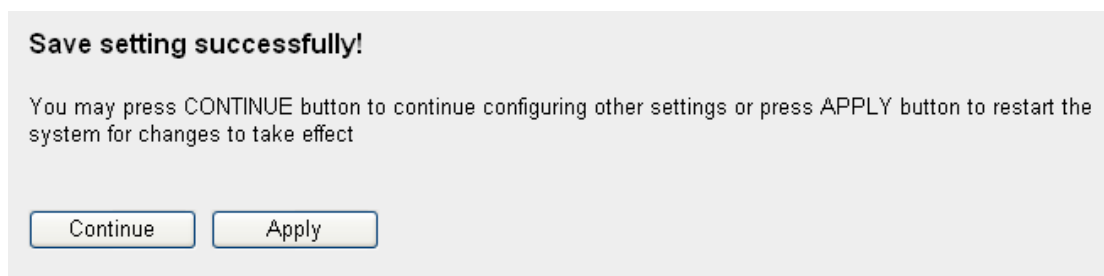 Save setting successfully!
You may press CONTINUE button to continue configuring other settings or press APPLY button to restart the
system for changes to take effect
Continue
Apply